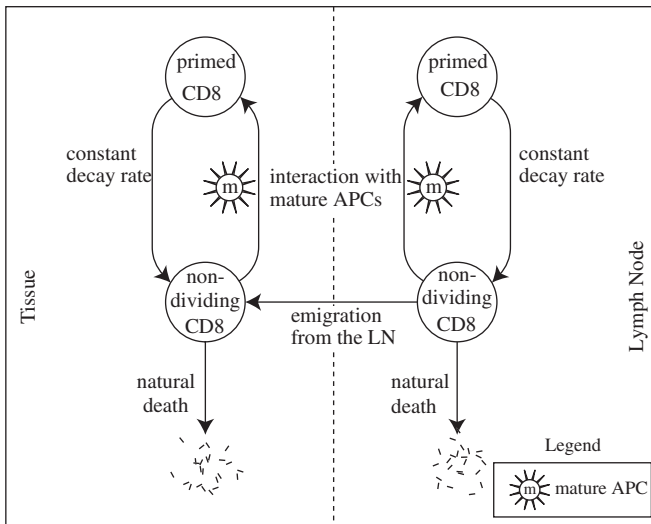 primed
CD8
primed
CD8
constant
decay rate
m
interaction with
mature APCs
m
constant
decay rate
Tissue
non-
dividing
CD8
emigration
from the LN
non-
dividing
CD8
Lymph Node
natural
death
natural
death
Legend
m mature APC